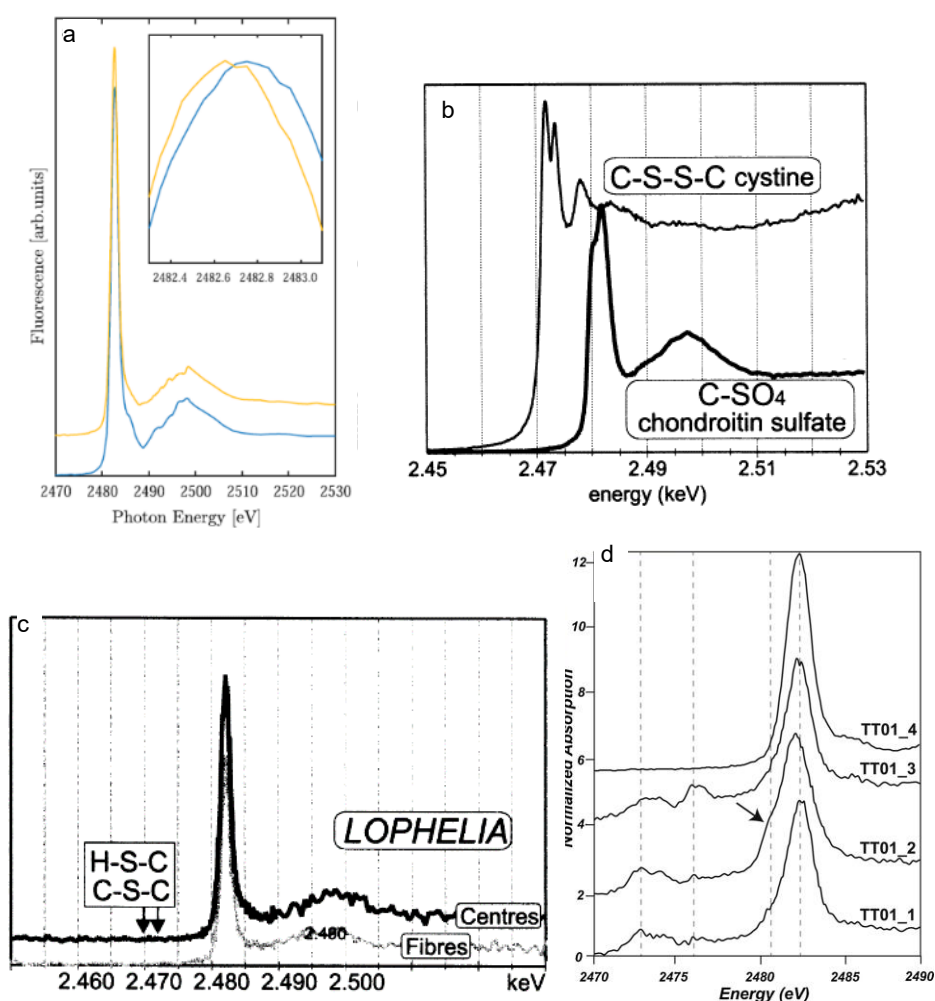 a
Fluorescence [arb.units]
2482.4 2482.6 2482.8 2483.0
2470 2480 2490 2500 2510 2520 2530
Photon Energy [eV]
b
C-S-S-C cystine
C-SO4
chondroitin sulfate
2.45 2.47 2.49 2.51 2.53
energy (keV)
c
LOPHELIA
H-S-C
C-S-C
Centres
2.480
Fibres
2.460 2.470 2.480 2.490 2.500 keV
d
Normalized Absorption
12
10
8
6
4
2
0
TT01_4
TT01_3
TT01_2
TT01_1
2470 2475 2480 2485 2490
Energy (eV)